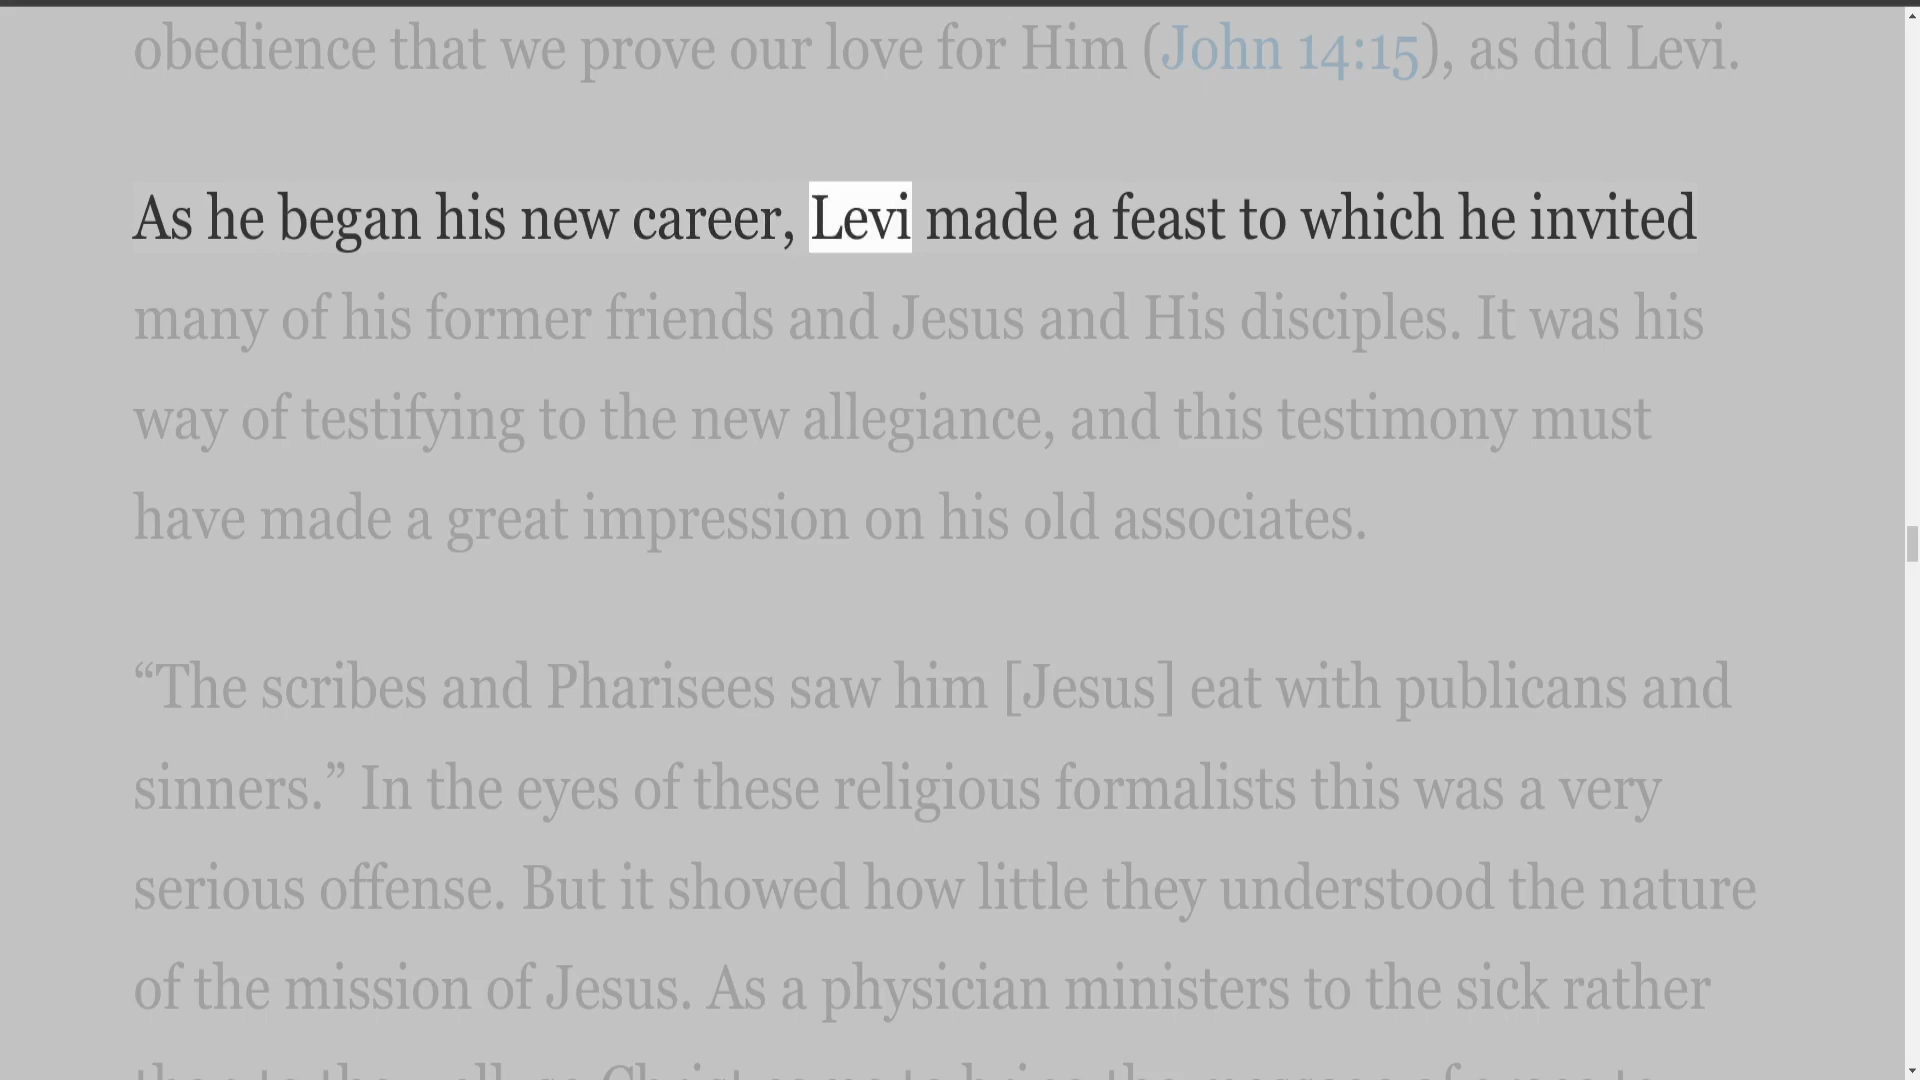 obedience that we prove our love for Him (John 14:15), as did Levi.
As he began his new career, Levi made a feast to which he invited
many of his former friends and Jesus and His disciples. It was his
way of testifying to the new allegiance, and this testimony must
have made a great impression on his old associates.
“The scribes and Pharisees saw him [Jesus] eat with publicans and
sinners.” In the eyes of these religious formalists this was a very
serious offense. But it showed how little they understood the nature
of the mission of Jesus. As a physician ministers to the sick rather